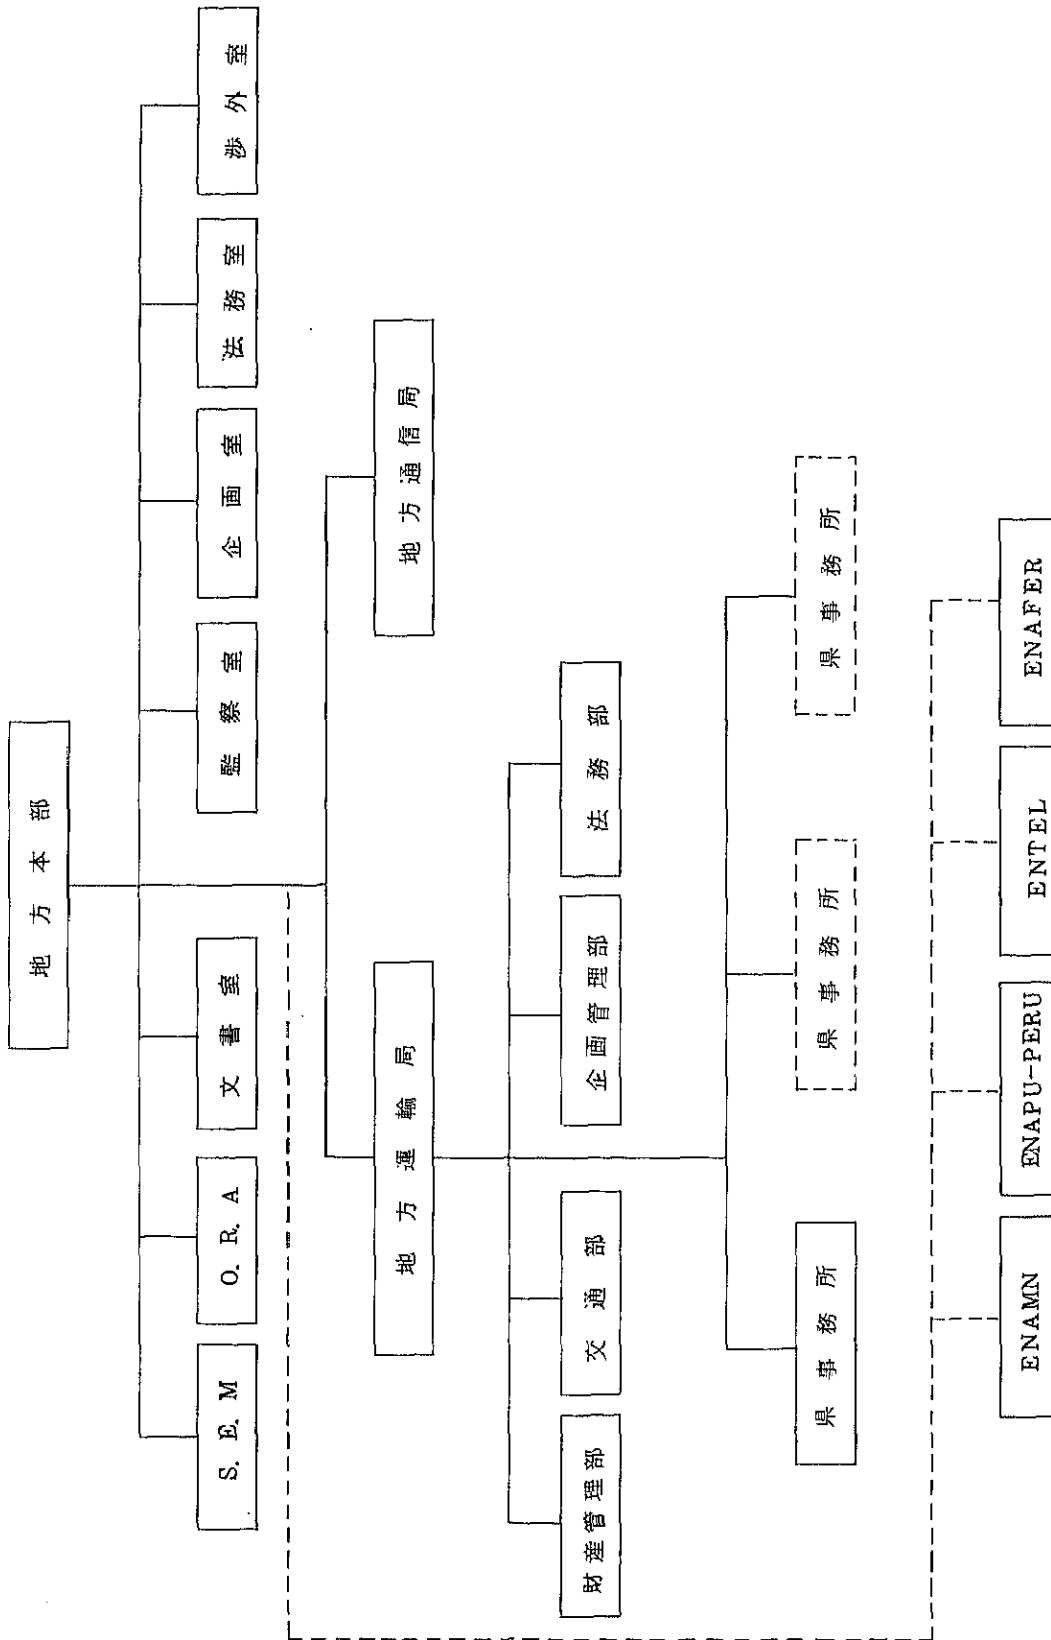 地方本部
S. E. M
O. R. A
文書室
監察室
企画室
法務室
渉外室
地方運輸局
地方通信局
財産管理部
交通部
企画管理部
法務部
県事務所
県事務所
県事務所
ENAMN
ENAPU-PERU
ENTEL
ENAFER